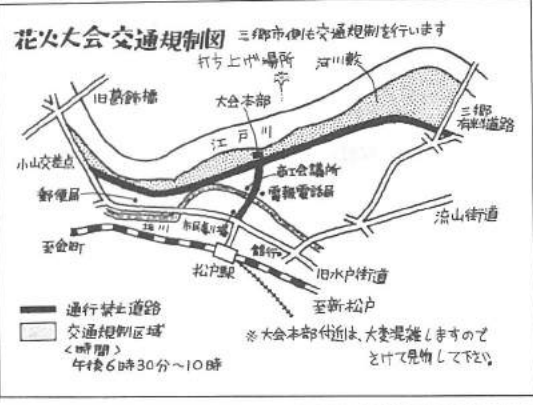 花火大会交通規制図
三郷市側も交通規制を行います
打ち上げ場所
河川敷
旧葛飾橋
大会本部
江戸川
三郷
有料道路
小山交差点
商工会議所
電報電話局
郵便局
坂川
流山街道
至金町
銀行
松戸駅
旧水戸街道
至新松戸
通行禁止道路
交通規制区域
<時間>
午後6時30分〜10時
※大会本部付近は、大変混雑しますので
さけて見物して下さい。